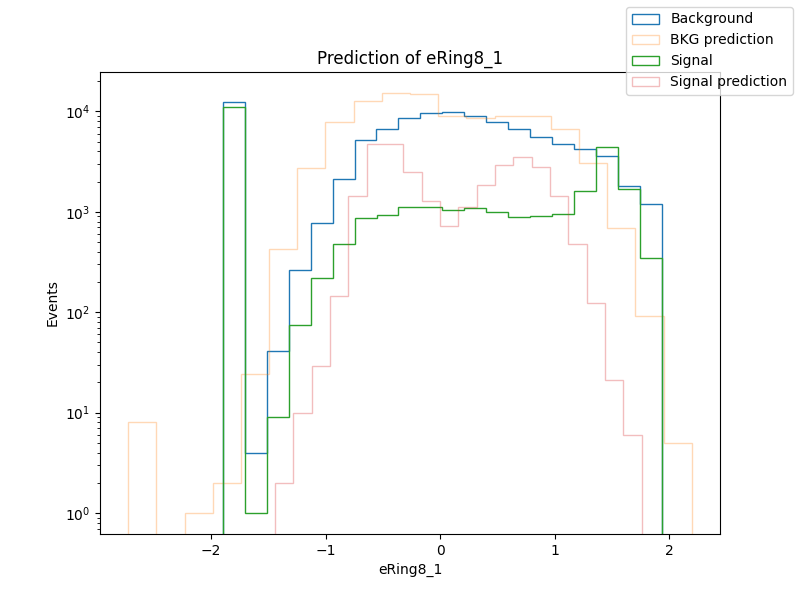 Prediction of eRing8_1
Background
BKG prediction
Signal
Signal prediction
Events
10⁴
10³
10²
10¹
10⁰
−2
−1
0
1
2
eRing8_1